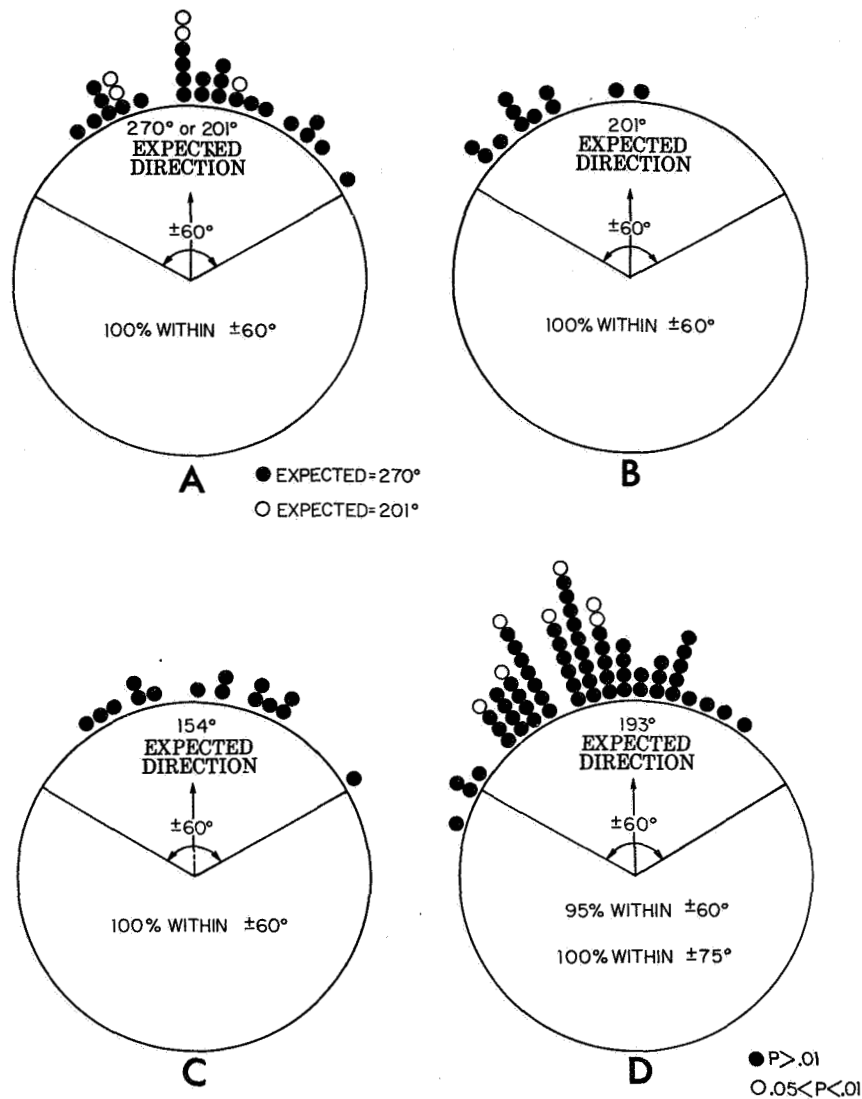 270° or 201°
EXPECTED
DIRECTION
±60°
100% WITHIN ±60°
A
201°
EXPECTED
DIRECTION
±60°
100% WITHIN ±60°
B
● EXPECTED=270°
○ EXPECTED=201°
154°
EXPECTED
DIRECTION
±60°
100% WITHIN ±60°
C
193°
EXPECTED
DIRECTION
±60°
95% WITHIN ±60°
100% WITHIN ±75°
D
● P>.01
○ .05<P<.01